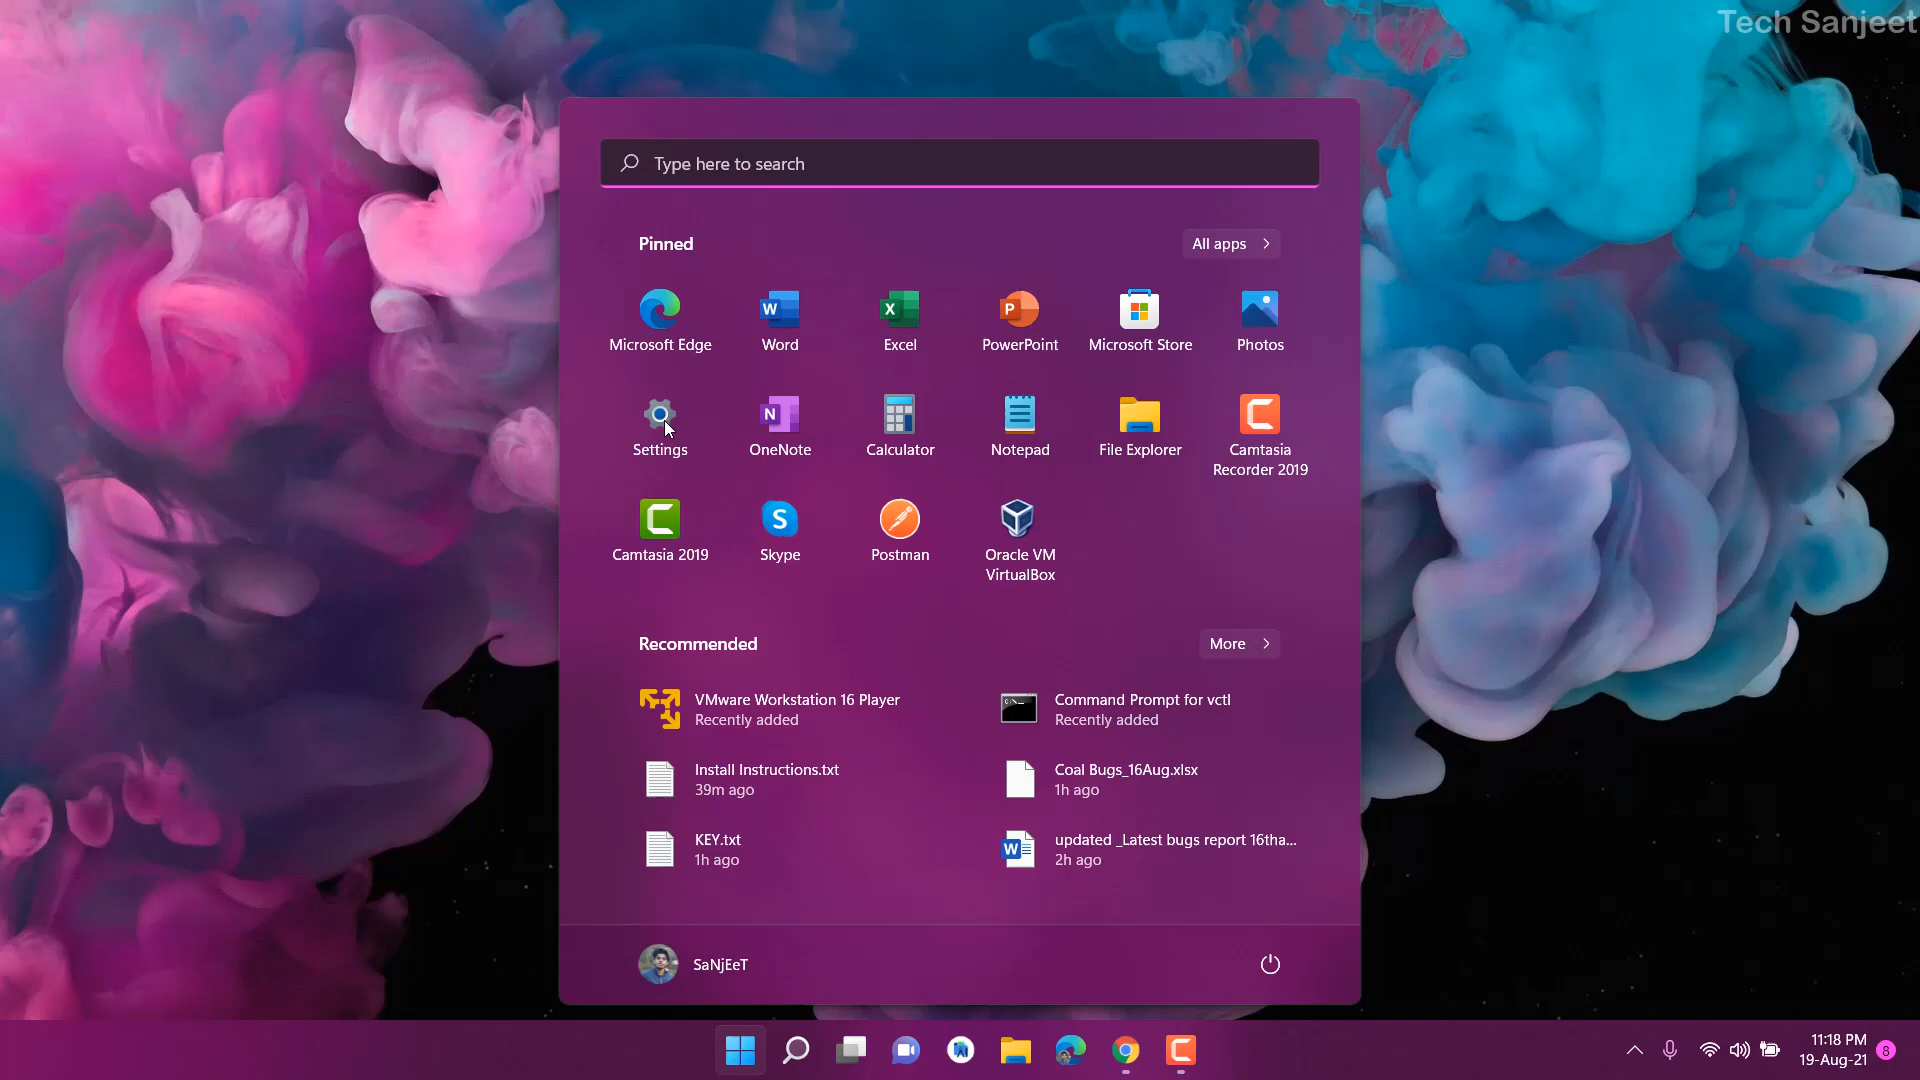 Tech Sanjeet
Type here to search
Pinned
All apps
Microsoft Edge
Word
Excel
PowerPoint
Microsoft Store
Photos
Settings
OneNote
Calculator
Notepad
File Explorer
Camtasia
Recorder 2019
Camtasia 2019
Skype
Postman
Oracle VM
VirtualBox
Recommended
More
VMware Workstation 16 Player
Recently added
Command Prompt for vctl
Recently added
Install Instructions.txt
39m ago
Coal Bugs_16Aug.xlsx
1h ago
KEY.txt
1h ago
updated _Latest bugs report 16tha...
2h ago
SaNjEeT
11:18 PM
19-Aug-21
8